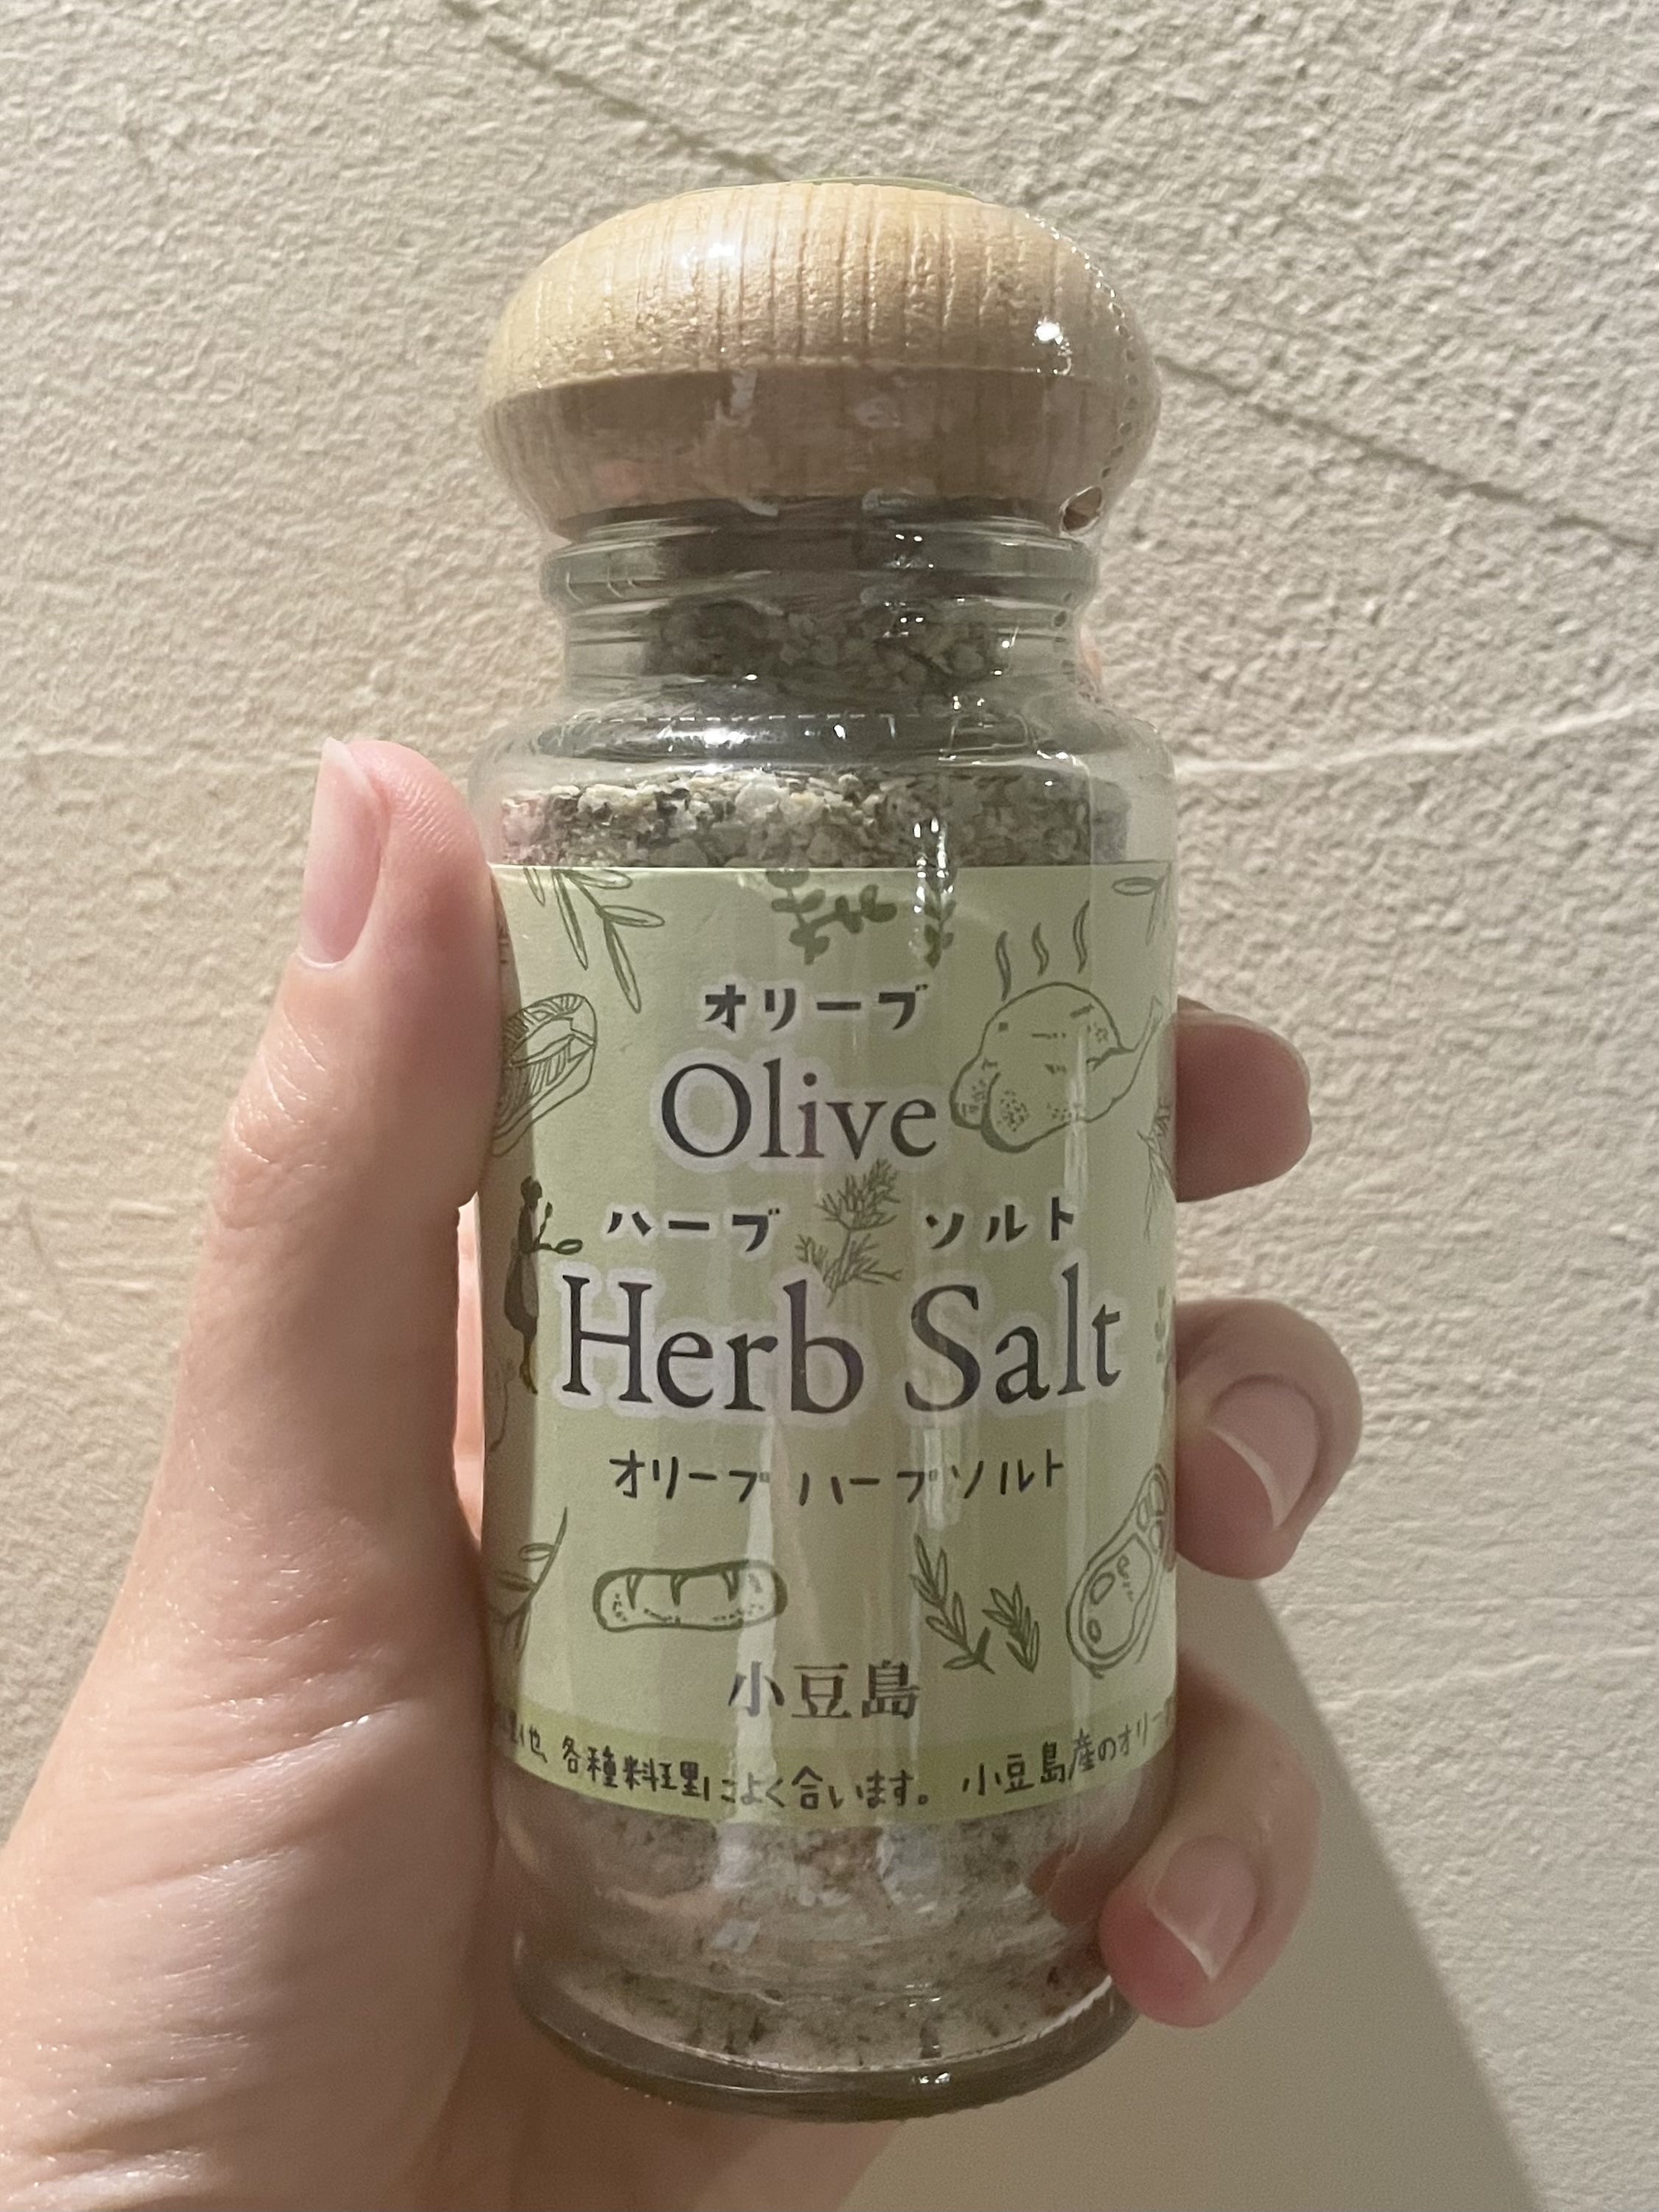 オリーブ
Olive
ハーブ ソルト
Herb Salt
オリーブハーブソルト
小豆島
各種料理によく合います。 小豆島産のオリー